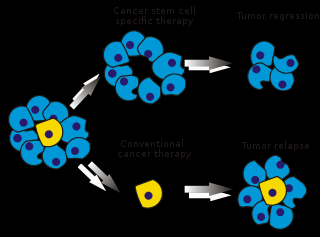 Cancer stem cell
specific therapy
Tumor regression
Conventional
cancer therapy
Tumor relapse